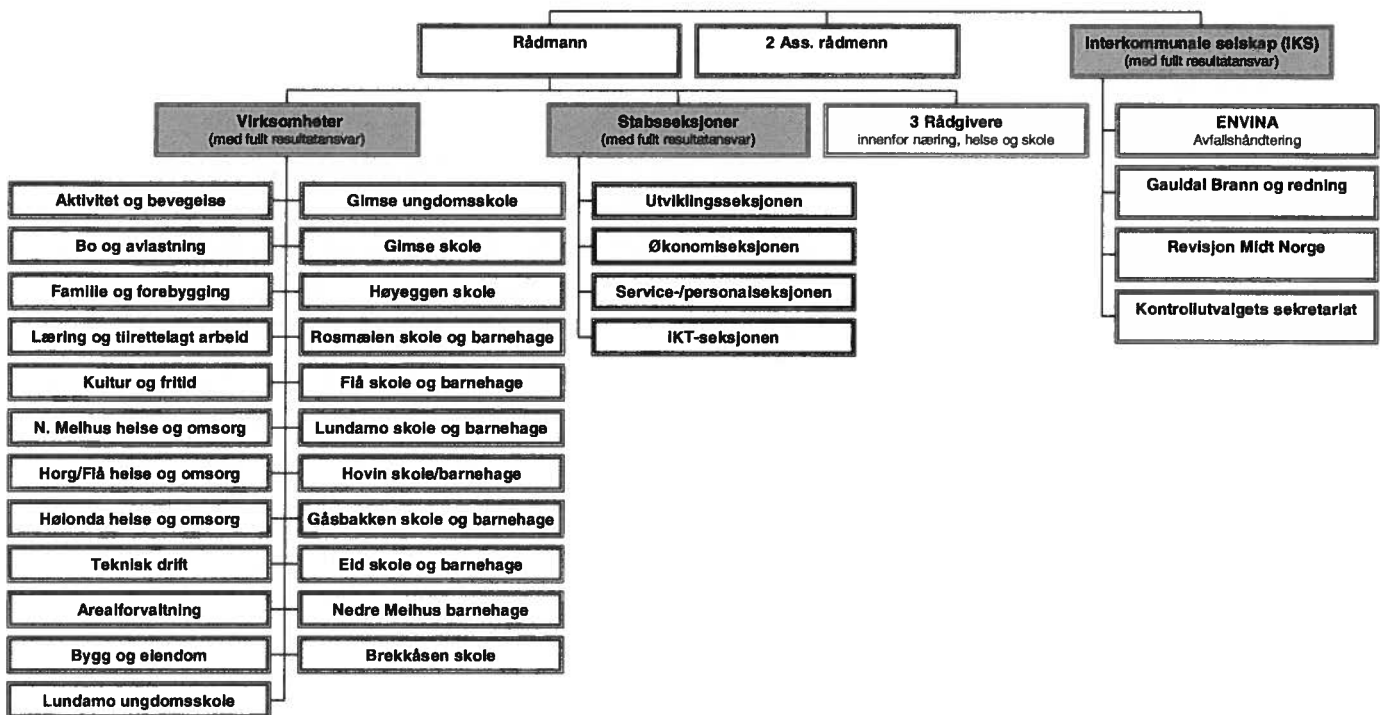 Rådmann
2 Ass. rådmenn
Interkommunale selskap (IKS)
(med fullt resultatansvar)
Virksomheter
(med fullt resultatansvar)
Stabsseksjoner
(med fullt resultatansvar)
3 Rådgivere
innenfor næring, helse og skole
ENVINA
Avfallshåndtering
Gauldal Brann og redning
Revisjon Midt Norge
Kontrollutvalgets sekretariat
Aktivitet og bevegelse
Bo og avlastning
Familie og forebygging
Læring og tilrettelagt arbeid
Kultur og fritid
N. Melhus helse og omsorg
Horg/Flå helse og omsorg
Hølonda helse og omsorg
Teknisk drift
Arealforvaltning
Bygg og eiendom
Lundamo ungdomsskole
Gimse ungdomsskole
Gimse skole
Høyeggen skole
Rosmælen skole og barnehage
Flå skole og barnehage
Lundamo skole og barnehage
Hovin skole/barnehage
Gåsbakken skole og barnehage
Eid skole og barnehage
Nedre Melhus barnehage
Brekkåsen skole
Utviklingsseksjonen
Økonomiseksjonen
Service-/personalseksjonen
IKT-seksjonen